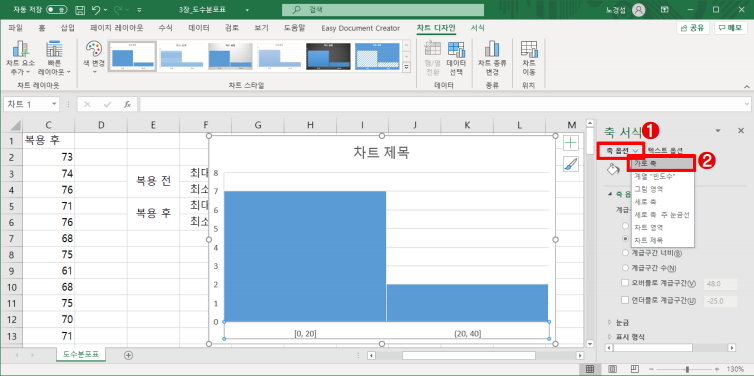 자동 저장
3장_도수분포표
검색
노경섭
파일 홈 삽입 페이지 레이아웃 수식 데이터 검토 보기 도움말 Easy Document Creator 차트 디자인 서식
공유 메모
차트 요소 추가
빠른 레이아웃
색 변경
행/열 전환
데이터 선택
차트 종류 변경
차트 이동
차트 레이아웃 차트 스타일 데이터 종류 위치
차트 1
fx
C D E F G H I J K L M
1 복용 후
2 73
3 74
4 76
5 71
6 76
7 68
8 75
9 61
10 68
11 75
12 70
13 71
복용 전 최대
최소
복용 후 최대
최소
차트 제목
8
7
6
5
4
3
2
1
0
[0, 20] (20, 40]
축 서식
1
축 옵션 텍스트 옵션
2
가로 축
계열 "빈도수"
그림 영역
세로 축
세로 축 주 눈금선
차트 영역
차트 제목
축 옵
계급
계급구간 너비(B)
계급구간 수(N)
오버플로 계급구간(V) 48.0
언더플로 계급구간(U) -25.0
눈금
표시 형식
도수분포표
130%